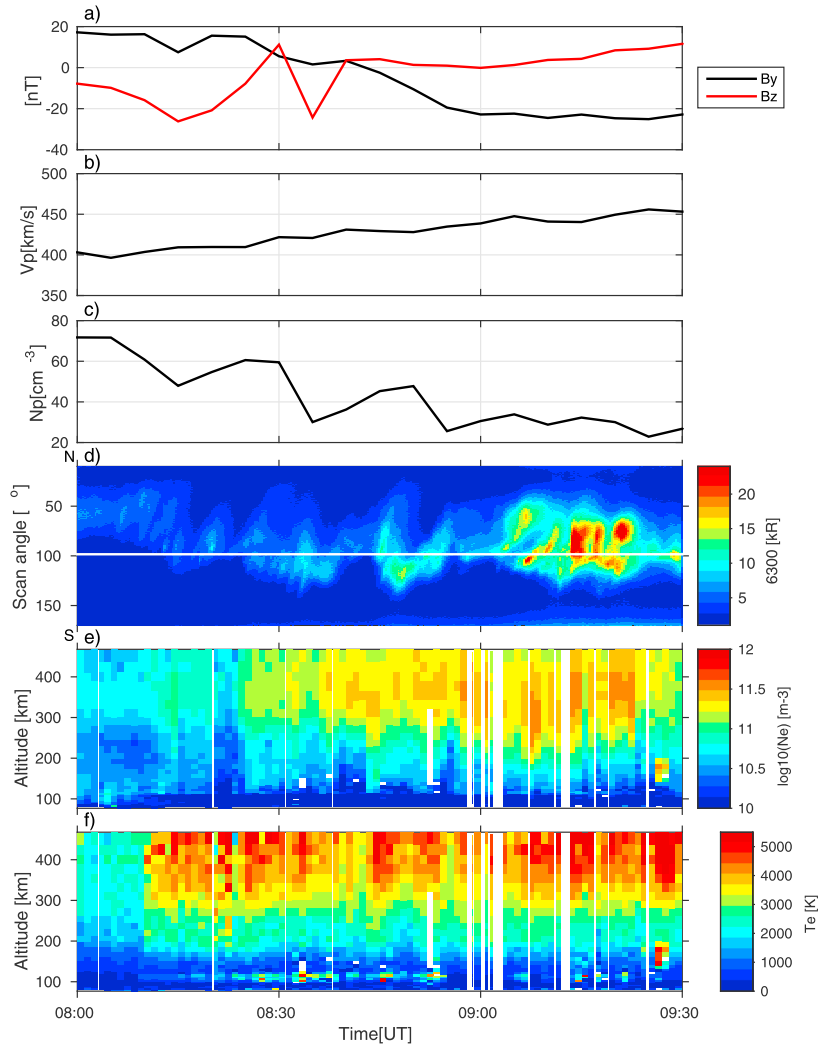 a)
20
0
-20
-40
[nT]
By
Bz
b)
500
450
400
350
Vp[km/s]
c)
80
60
40
20
Np[cm -3]
N d)
50
100
150
Scan angle [ o]
20
15
10
5
6300 [kR]
S e)
400
300
200
100
Altitude [km]
12
11.5
11
10.5
10
log10(Ne) [m-3]
f)
400
300
200
100
Altitude [km]
5000
4000
3000
2000
1000
0
Te [K]
08:00 08:30 09:00 09:30
Time[UT]